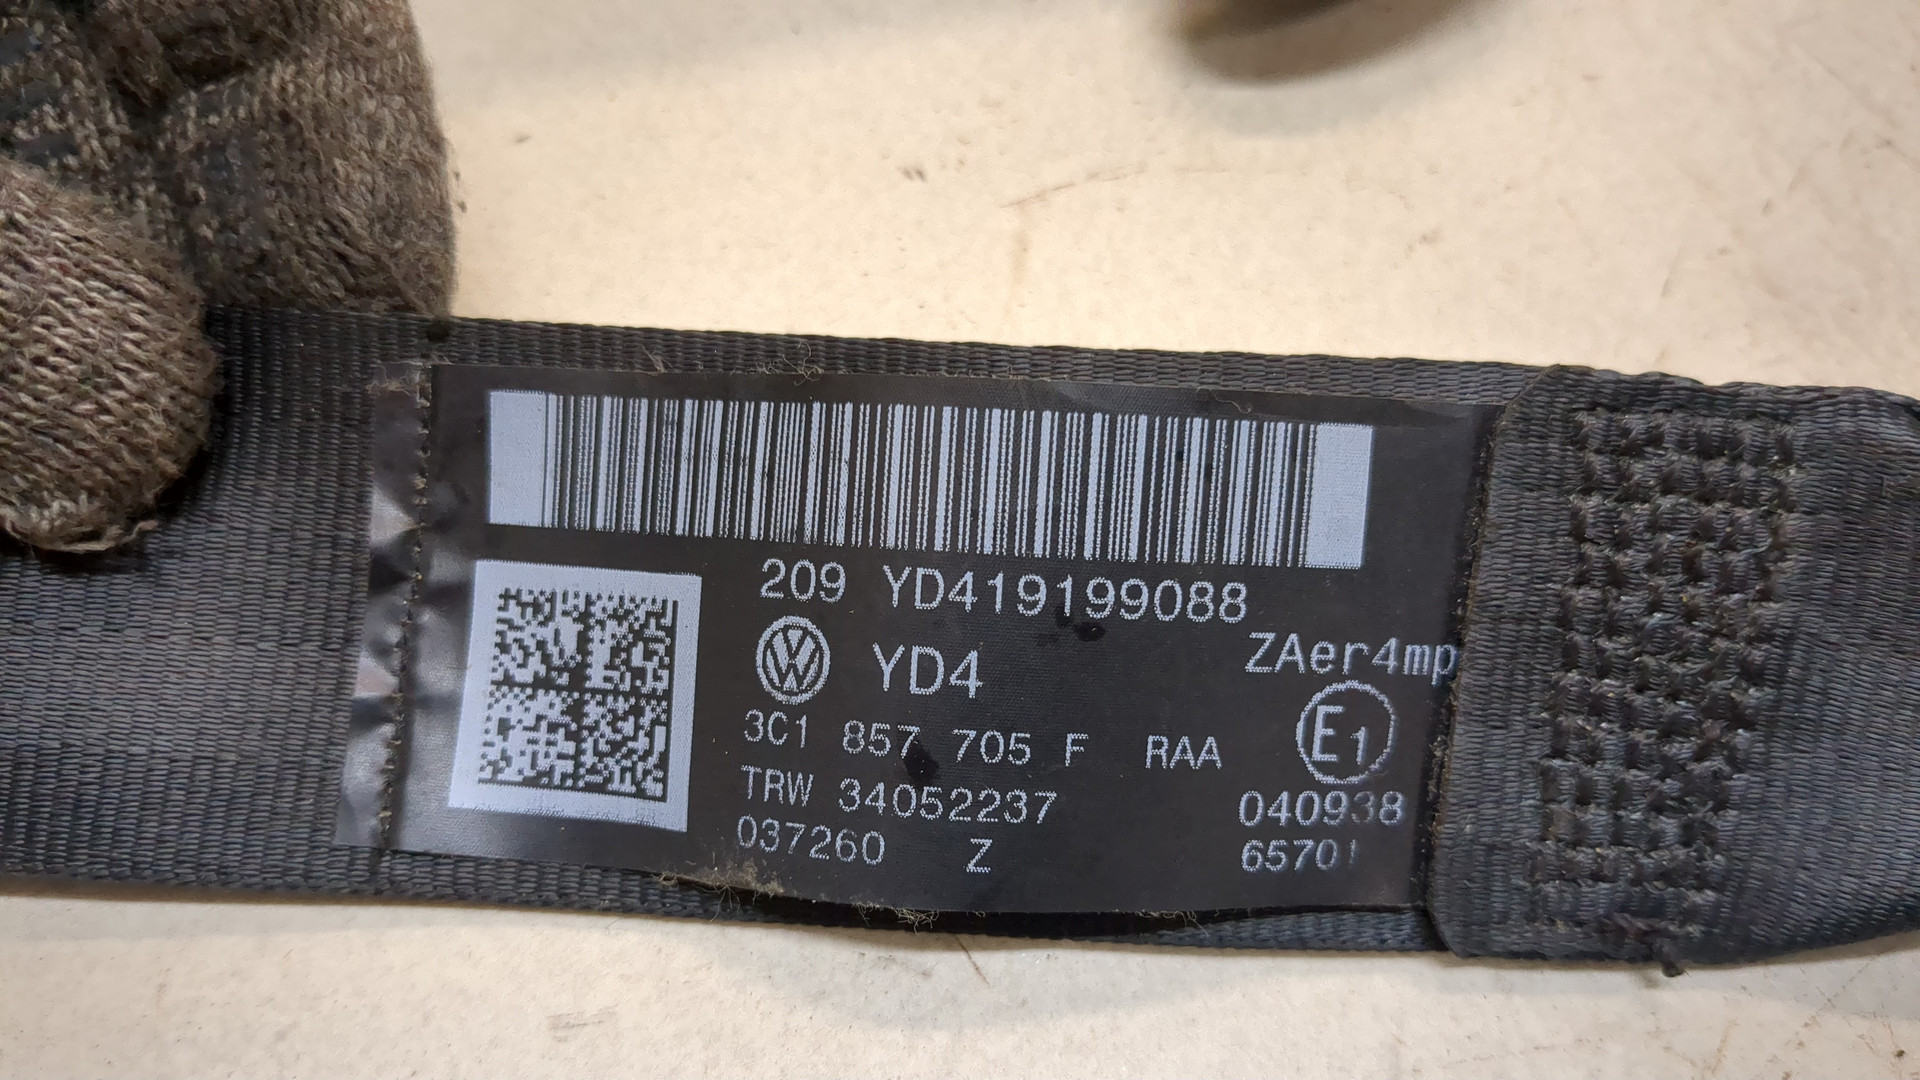 209 YD419199088
YD4
ZAer4mp
3C1 857 705 F RAA
E1
TRW 34052237
040938
037260 Z
65701